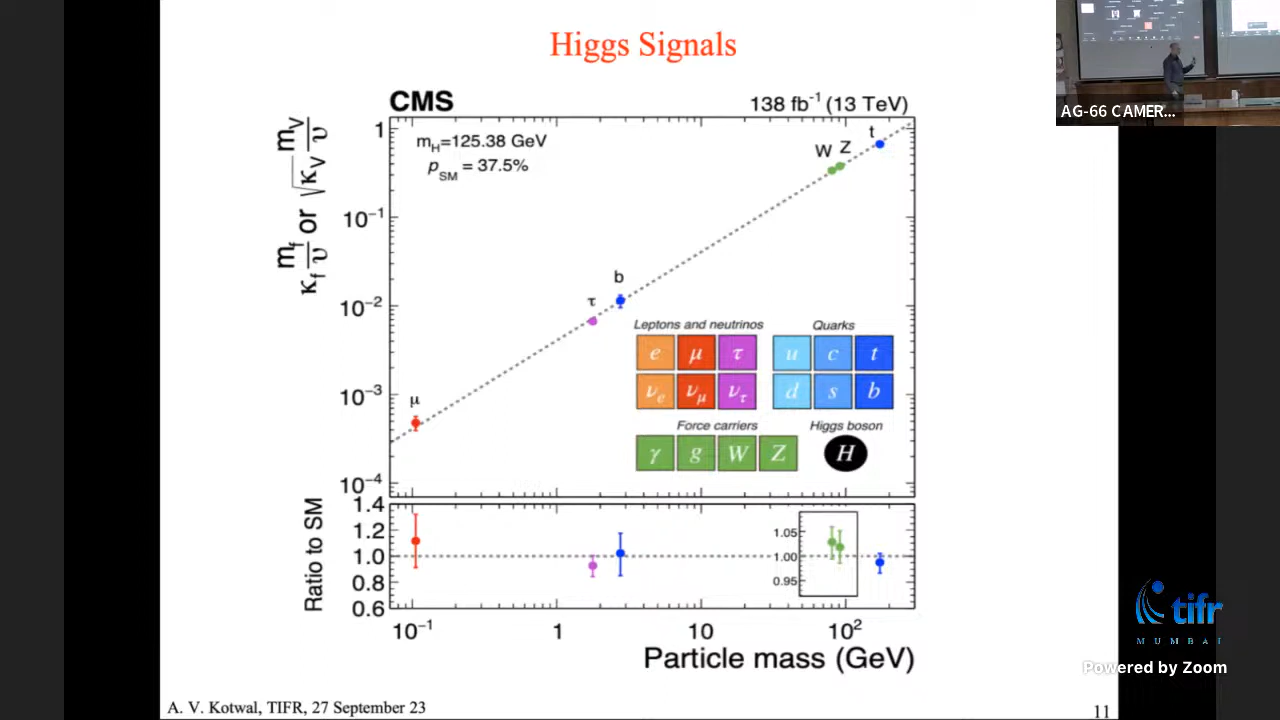 Higgs Signals
AG-66 CAMER...
CMS
138 fb⁻¹ (13 TeV)
m_H=125.38 GeV
p_SM = 37.5%
κ_f m_f/υ or √κ_V m_V/υ
1
10⁻¹
10⁻²
10⁻³
10⁻⁴
W Z
t
b
τ
μ
Leptons and neutrinos
Quarks
e μ τ
u c t
ν_e ν_μ ν_τ
d s b
Force carriers
Higgs boson
γ g W Z
H
Ratio to SM
1.4
1.2
1.0
0.8
0.6
1.05
1.00
0.95
10⁻¹ 1 10 10²
Particle mass (GeV)
tifr
MUMBAI
Powered by Zoom
A. V. Kotwal, TIFR, 27 September 23
11